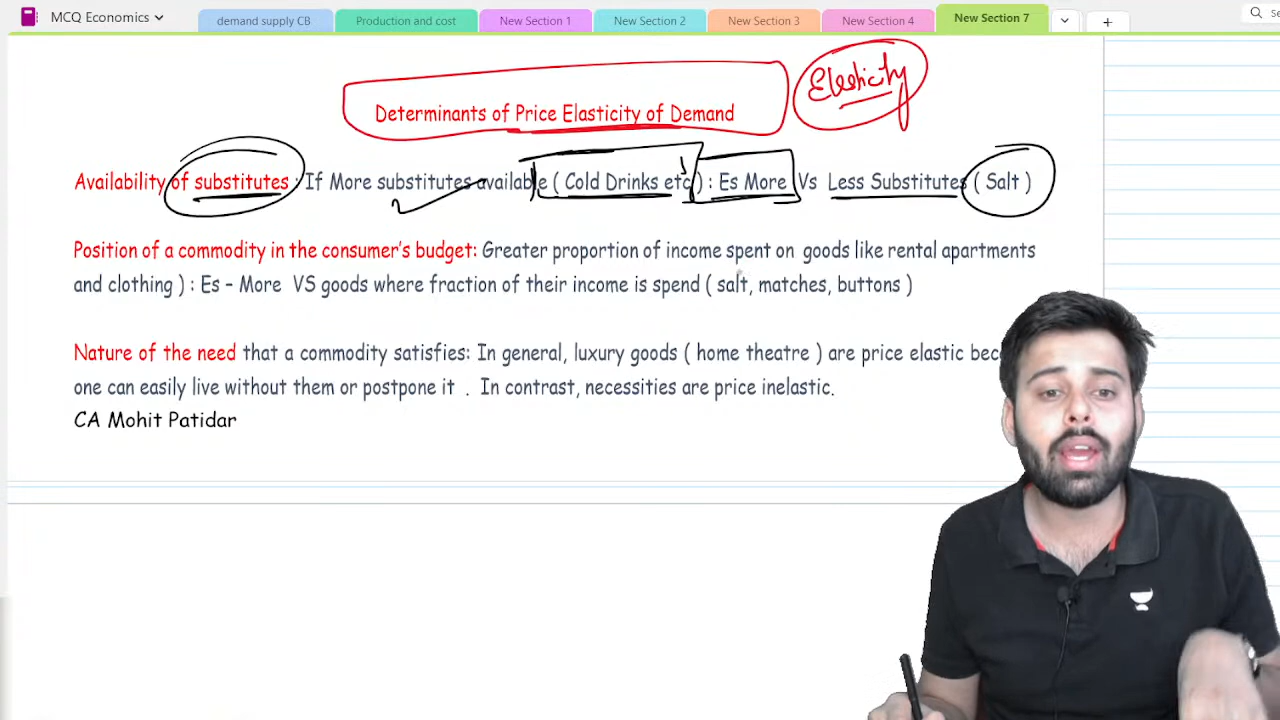 MCQ Economics
demand supply CB
Production and cost
New Section 1
New Section 2
New Section 3
New Section 4
New Section 7
Elasticity
Determinants of Price Elasticity of Demand
Availability of substitutes : If More substitutes available ( Cold Drinks etc ) : Es More Vs Less Substitutes ( Salt )
Position of a commodity in the consumer's budget: Greater proportion of income spent on goods like rental apartments
and clothing ) : Es – More VS goods where fraction of their income is spend ( salt, matches, buttons )
Nature of the need that a commodity satisfies: In general, luxury goods ( home theatre ) are price elastic
one can easily live without them or postpone it . In contrast, necessities are price inelastic.
CA Mohit Patidar